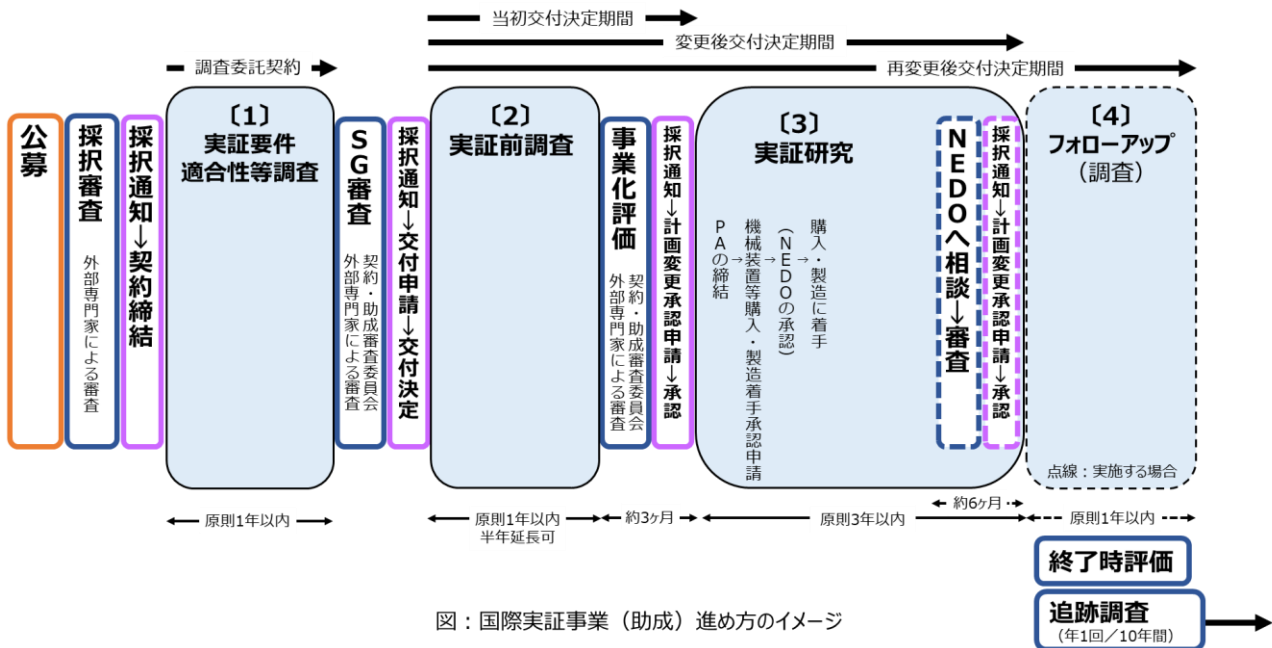 当初交付決定期間
変更後交付決定期間
調査委託契約
再変更後交付決定期間
公募
採択審査
外部専門家による審査
採択通知→契約締結
〔1〕
実証要件
適合性等調査
SG審査
契約・助成審査委員会
外部専門家による審査
採択通知→交付申請→交付決定
〔2〕
実証前調査
事業化評価
契約・助成審査委員会
外部専門家による審査
採択通知→計画変更承認申請→承認
〔3〕
実証研究
PAの締結
→機械装置等購入・製造着手承認申請
→(NEDOの承認)
→購入・製造に着手
NEDOへ相談→審査
採択通知→計画変更承認申請→承認
〔4〕
フォローアップ
（調査）
点線：実施する場合
原則1年以内
原則1年以内
半年延長可
約3ヶ月
原則3年以内
約6ヶ月
原則1年以内
終了時評価
追跡調査
（年1回／10年間）
図：国際実証事業（助成）進め方のイメージ